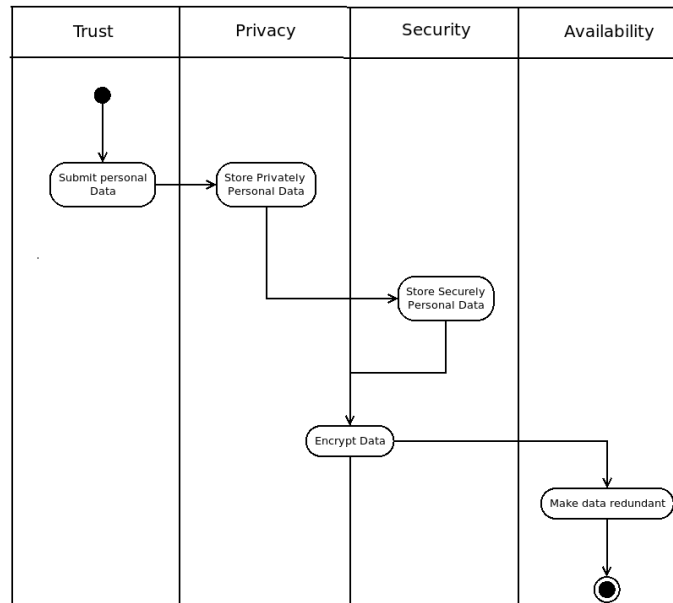 Trust
Privacy
Security
Availability
Submit personal
Data
Store Privately
Personal Data
Store Securely
Personal Data
Encrypt Data
Make data redundant